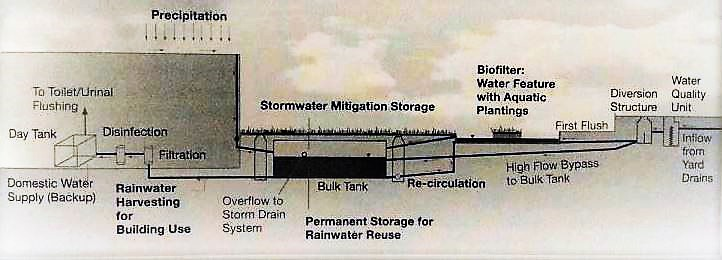 Precipitation
To Toilet/Urinal
Flushing
Day Tank
Disinfection
Filtration
Domestic Water
Supply (Backup)
Rainwater
Harvesting
for
Building Use
Stormwater Mitigation Storage
Overflow to
Storm Drain
System
Bulk Tank
Permanent Storage for
Rainwater Reuse
Re-circulation
Biofilter:
Water Feature
with Aquatic
Plantings
First Flush
High Flow Bypass
to Bulk Tank
Diversion
Structure
Water
Quality
Unit
Inflow
from
Yard
Drains